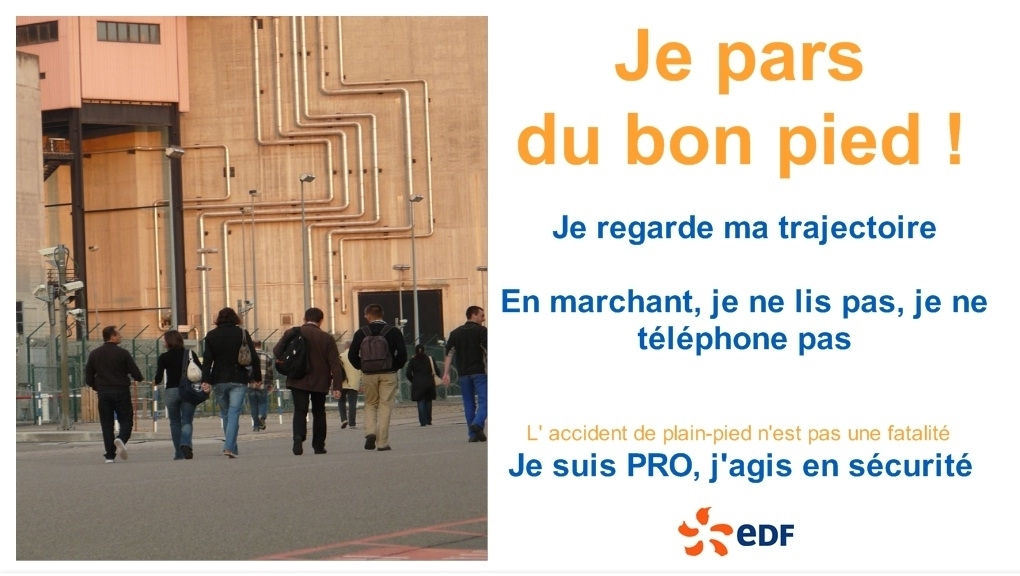 Je pars
du bon pied !
Je regarde ma trajectoire
En marchant, je ne lis pas, je ne
téléphone pas
L' accident de plain-pied n'est pas une fatalité
Je suis PRO, j'agis en sécurité
eDF